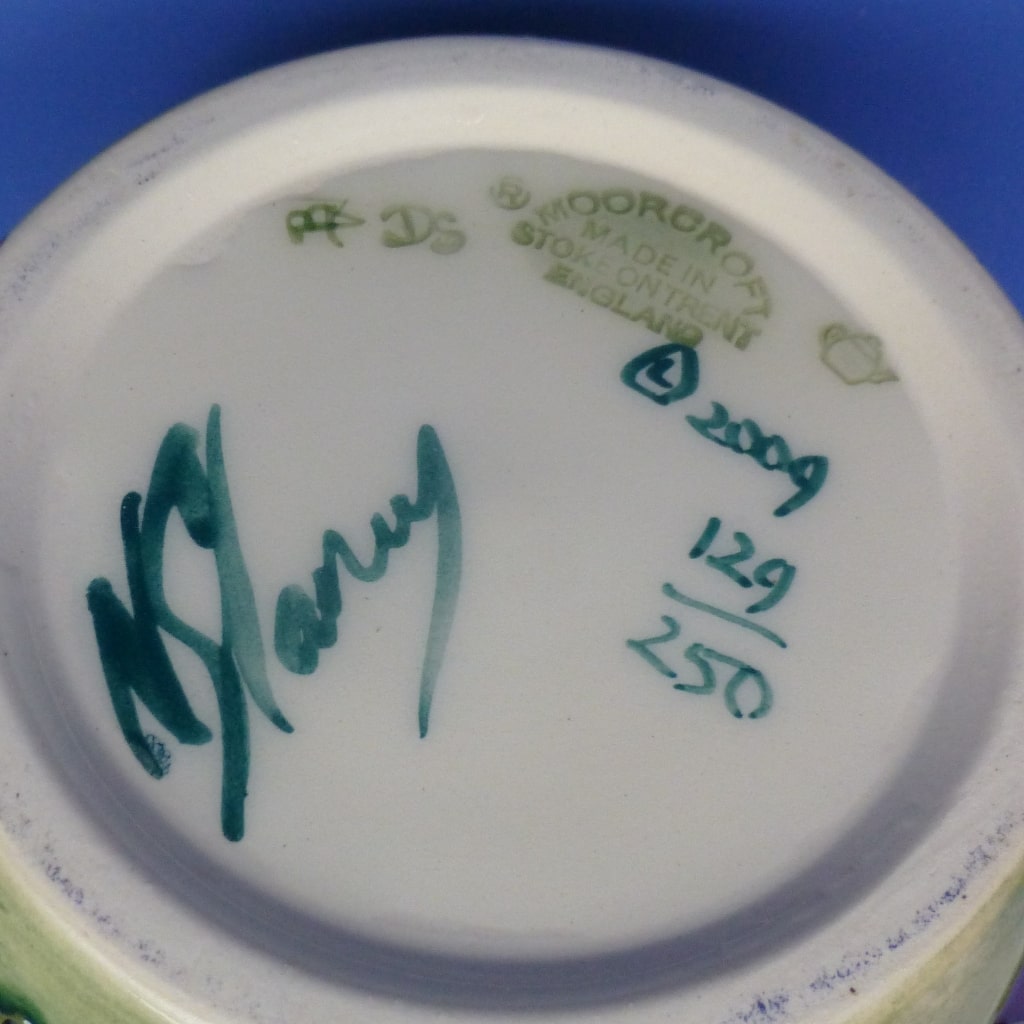 DS
® MOORCROFT
MADE IN
STOKE ON TRENT
ENGLAND
2009
129
250